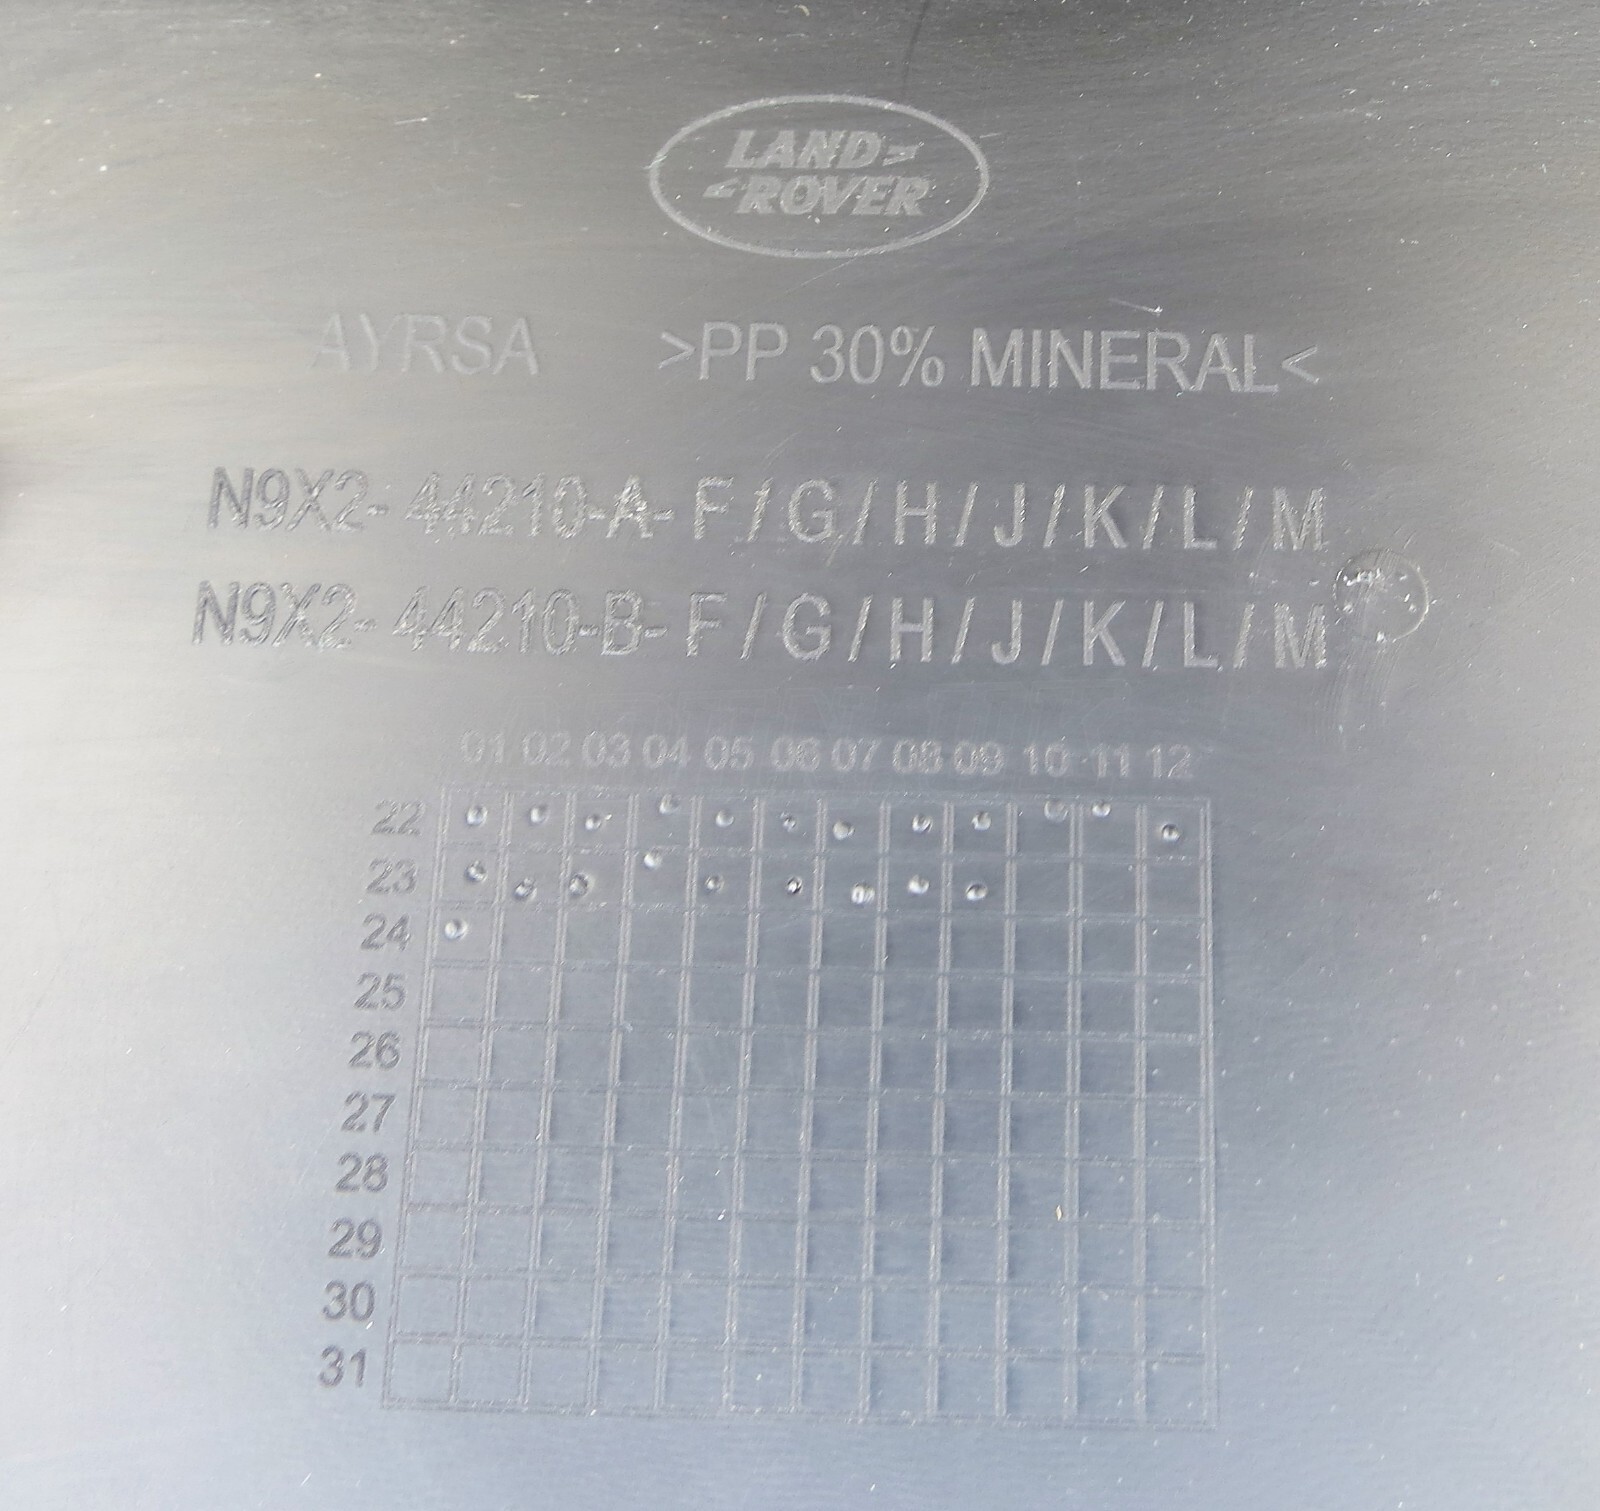 LAND
ROVER
AYRSA >PP 30% MINERAL<
N9X2-44210-A-F/G/H/J/K/L/M
N9X2-44210-B-F/G/H/J/K/L/M
01 02 03 04 05 06 07 08 09 10 11 12
22
23
24
25
26
27
28
29
30
31